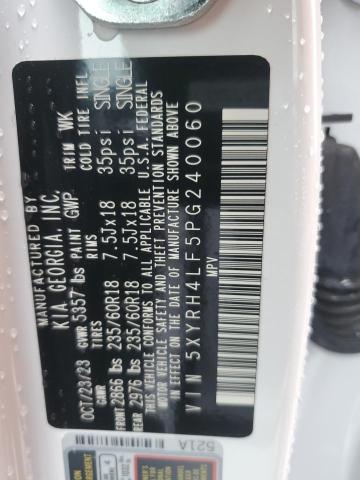 MANUFACTURED BY
KIA GEORGIA, INC.
OCT/23/23 GVWR 5357 lbs PAINT GWP TRIM WK
GAWR TIRES RIMS COLD TIRE INFL
FRONT 2866 lbs 235/60R18 7.5Jx18 35psi SINGLE
REAR 2976 lbs 235/60R18 7.5Jx18 35psi SINGLE
THIS VEHICLE CONFORMS TO ALL APPLICABLE U.S.A. FEDERAL
MOTOR VEHICLE SAFETY AND THEFT PREVENTION STANDARDS
IN EFFECT ON THE DATE OF MANUFACTURE SHOWN ABOVE
VIN 5XYRH4LF5PG240060
MPV
521A